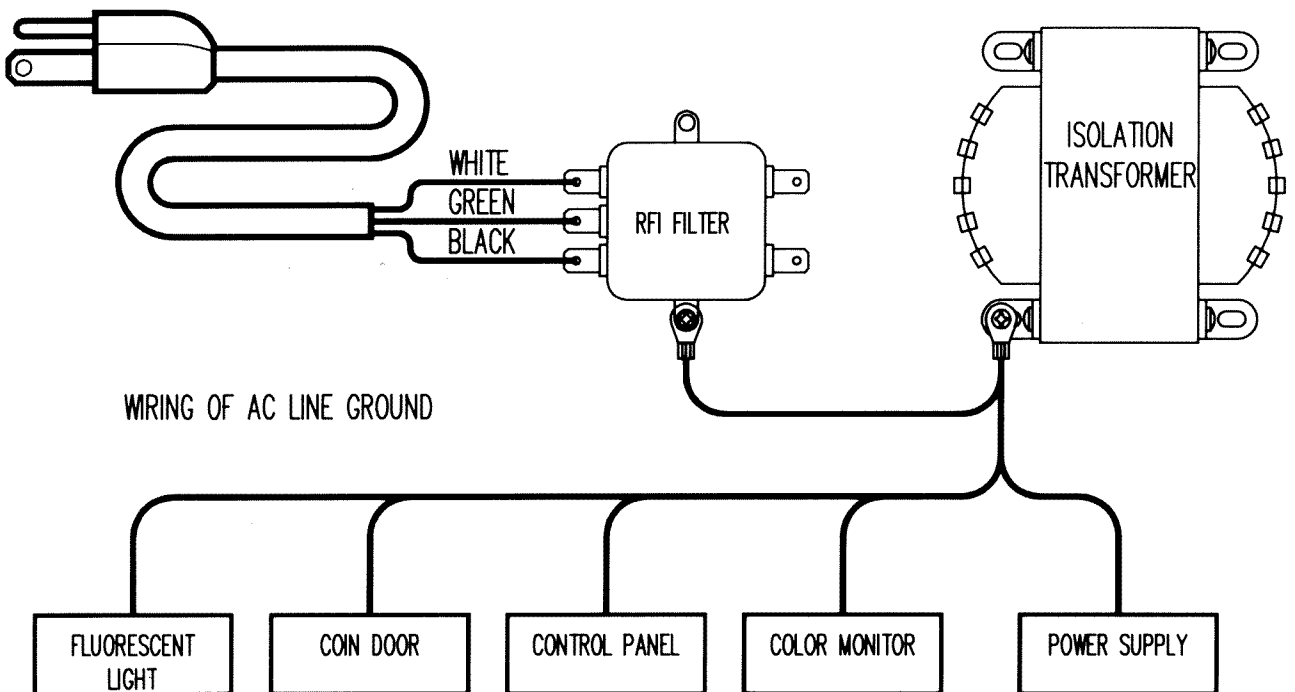 ISOLATION
TRANSFORMER
WHITE
GREEN
BLACK
RFI FILTER
WIRING OF AC LINE GROUND
FLUORESCENT
LIGHT
COIN DOOR
CONTROL PANEL
COLOR MONITOR
POWER SUPPLY